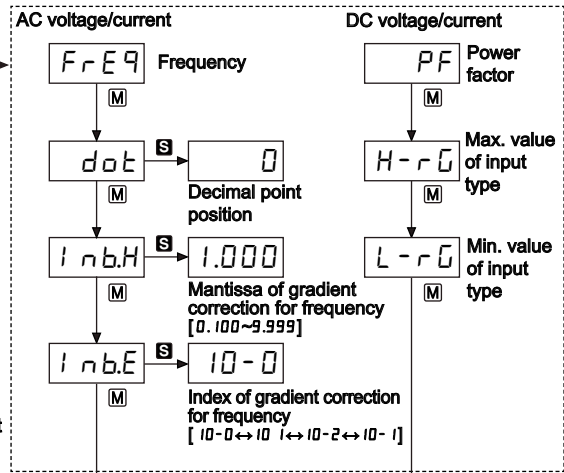 AC voltage/current
FrE9
Frequency
M
dot
S
0
Decimal point
position
M
Inb.H
S
1.000
Mantissa of gradient
correction for frequency
[0.100~9.999]
M
Inb.E
S
10-0
Index of gradient correction
for frequency
[ 10-0↔10 1↔10-2↔10-1]
M
DC voltage/current
PF
Power
factor
M
H-rG
Max. value
of input
type
M
L-rG
Min. value
of input
type
M
t